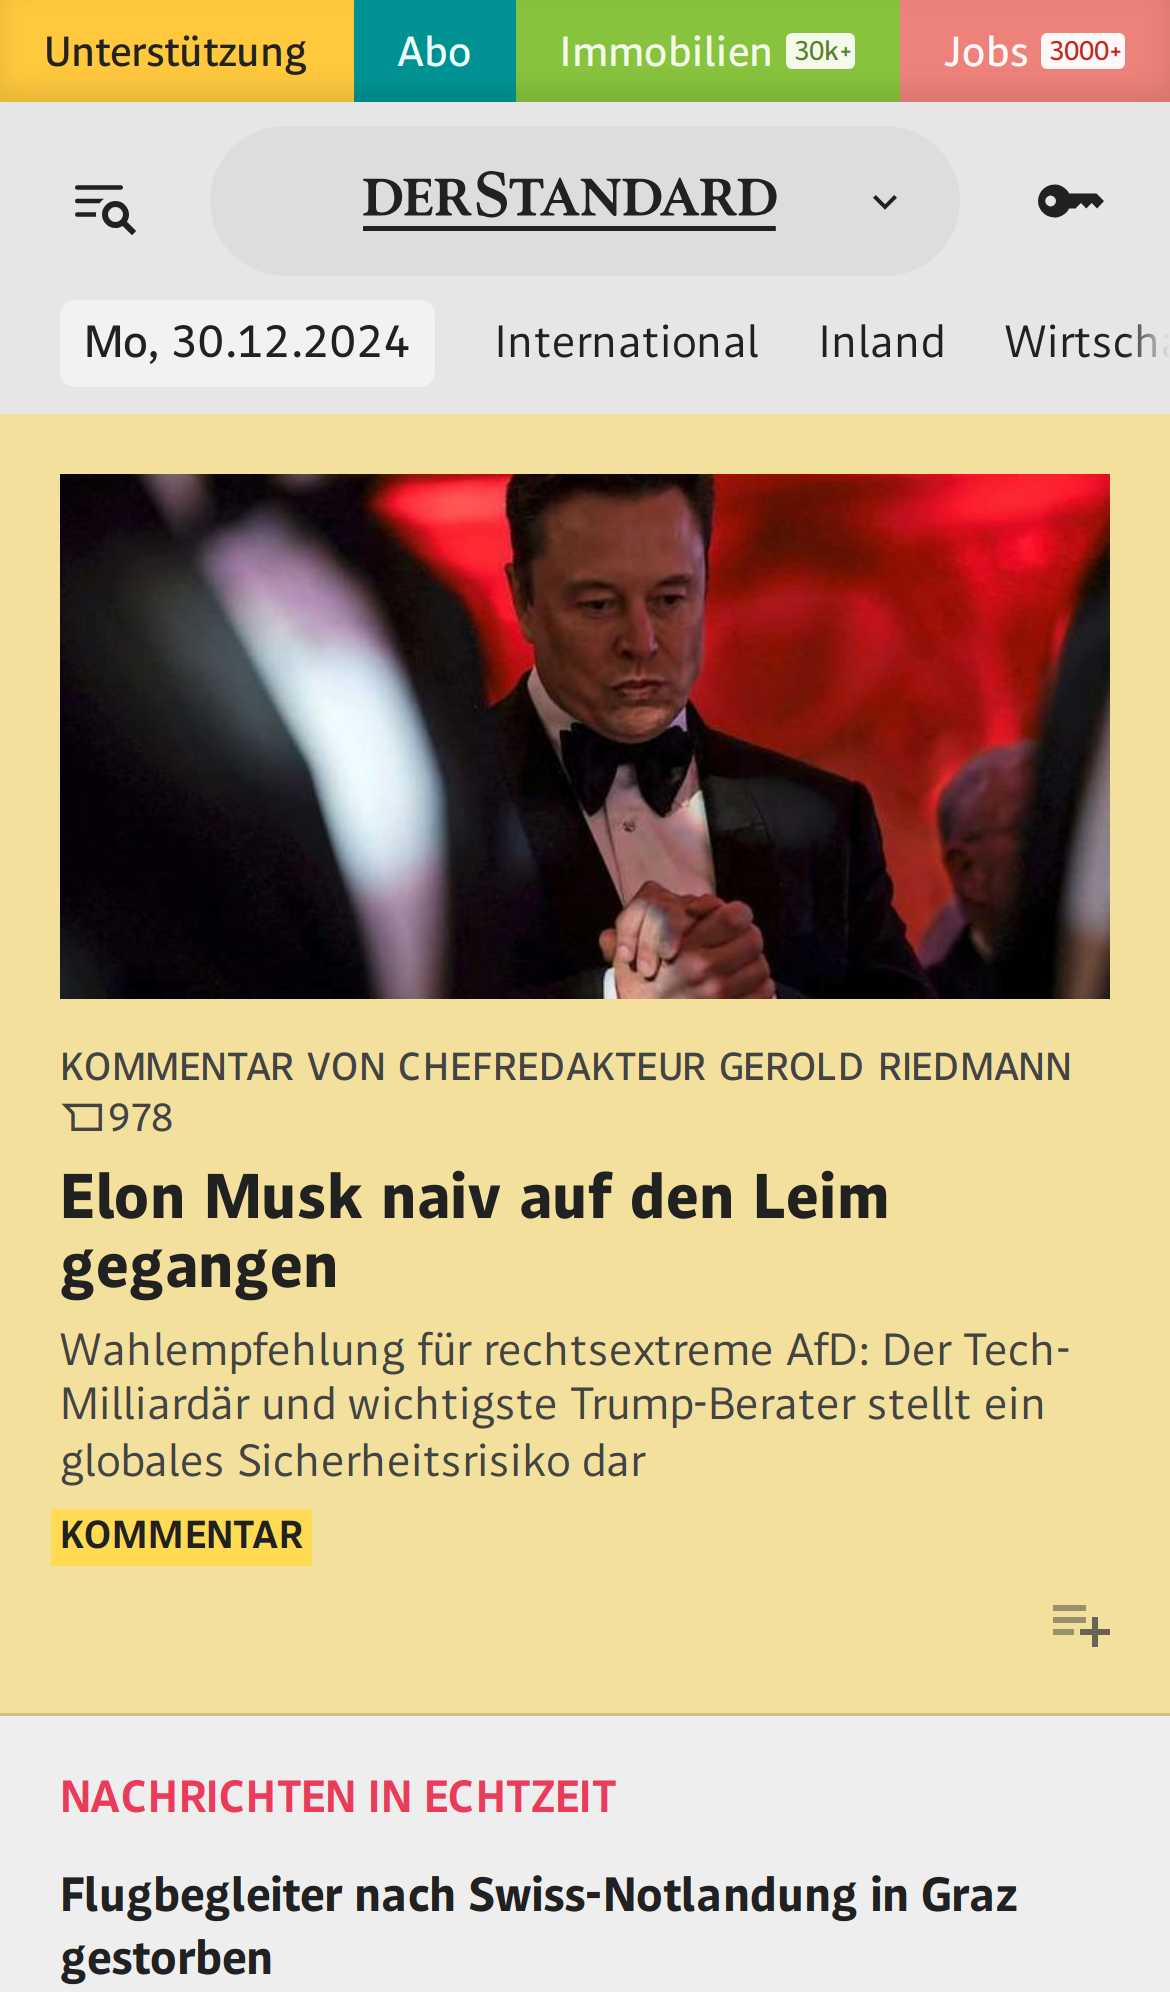 Unterstützung Abo Immobilien 30k+ Jobs 3000+
DERSTANDARD
Mo, 30.12.2024 International Inland Wirtscha
KOMMENTAR VON CHEFREDAKTEUR GEROLD RIEDMANN
978
Elon Musk naiv auf den Leim
gegangen
Wahlempfehlung für rechtsextreme AfD: Der Tech-
Milliardär und wichtigste Trump-Berater stellt ein
globales Sicherheitsrisiko dar
KOMMENTAR
NACHRICHTEN IN ECHTZEIT
Flugbegleiter nach Swiss-Notlandung in Graz
gestorben